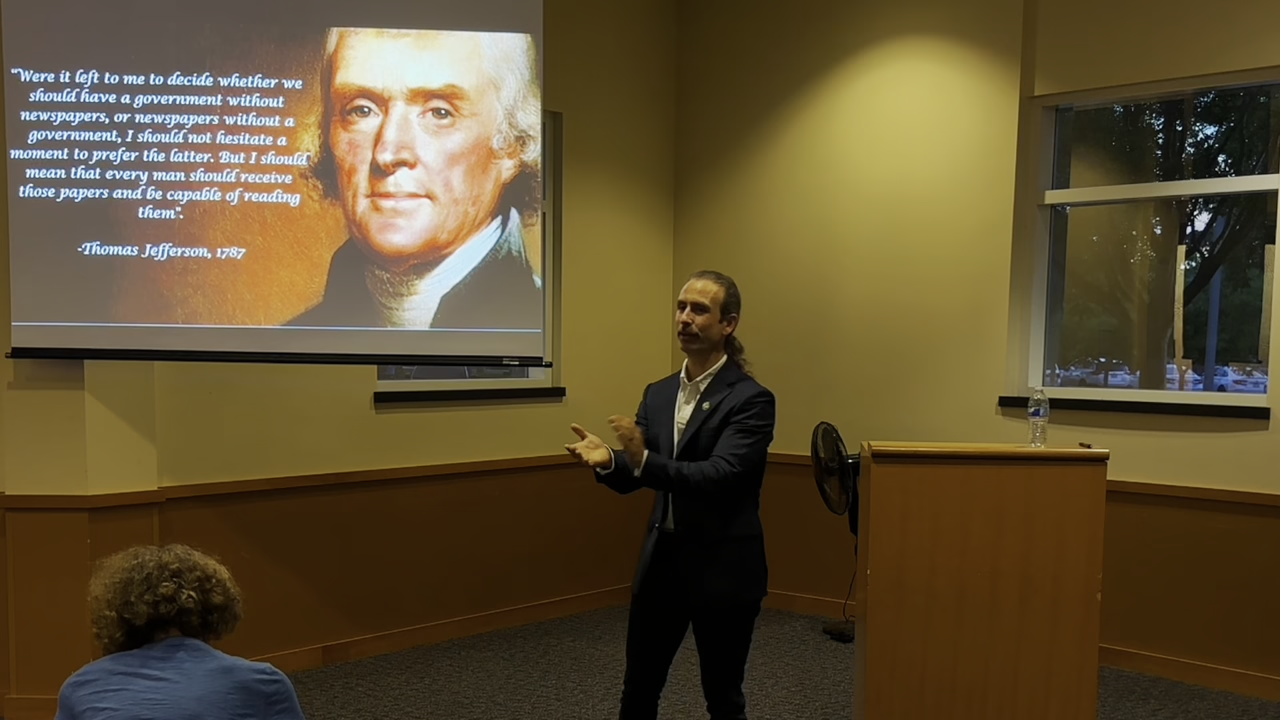 "Were it left to me to decide whether we
should have a government without
newspapers, or newspapers without a
government, I should not hesitate a
moment to prefer the latter. But I should
mean that every man should receive
those papers and be capable of reading
them".
-Thomas Jefferson, 1787